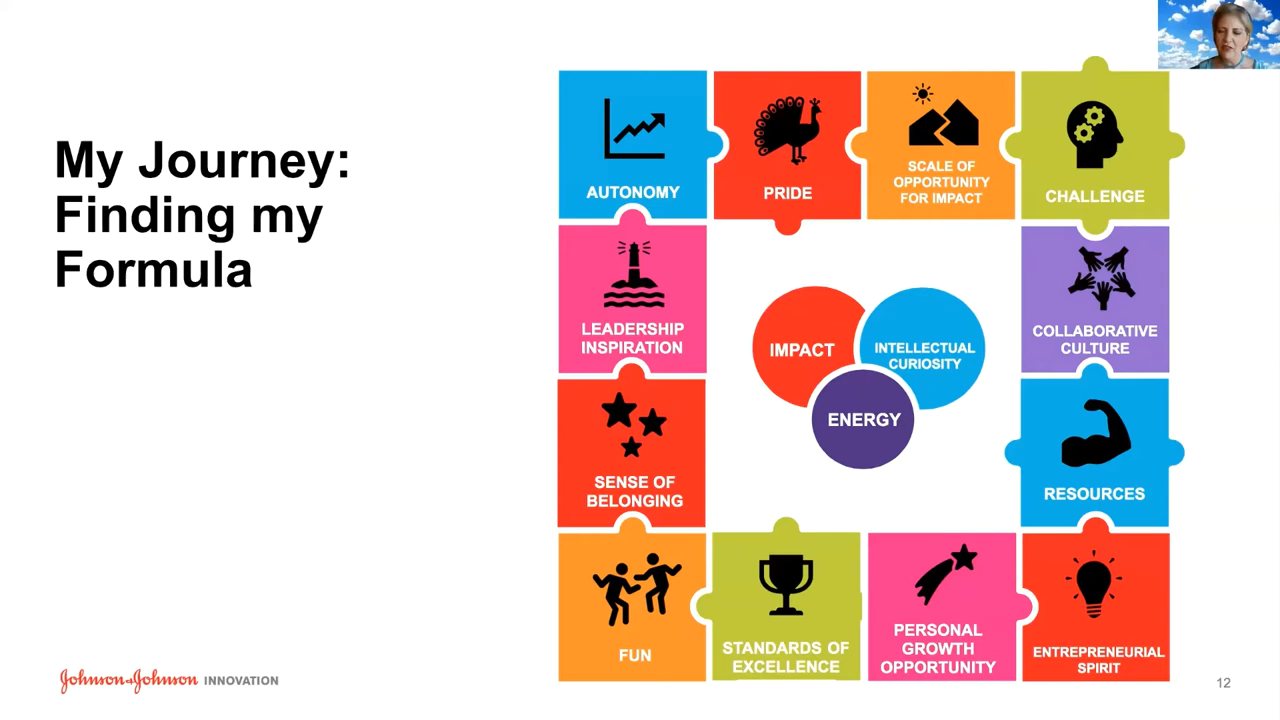 My Journey:
Finding my
Formula
AUTONOMY
PRIDE
SCALE OF
OPPORTUNITY
FOR IMPACT
CHALLENGE
LEADERSHIP
INSPIRATION
COLLABORATIVE
CULTURE
IMPACT
INTELLECTUAL
CURIOSITY
ENERGY
SENSE OF
BELONGING
RESOURCES
FUN
STANDARDS OF
EXCELLENCE
PERSONAL
GROWTH
OPPORTUNITY
ENTREPRENEURIAL
SPIRIT
Johnson & Johnson INNOVATION
12